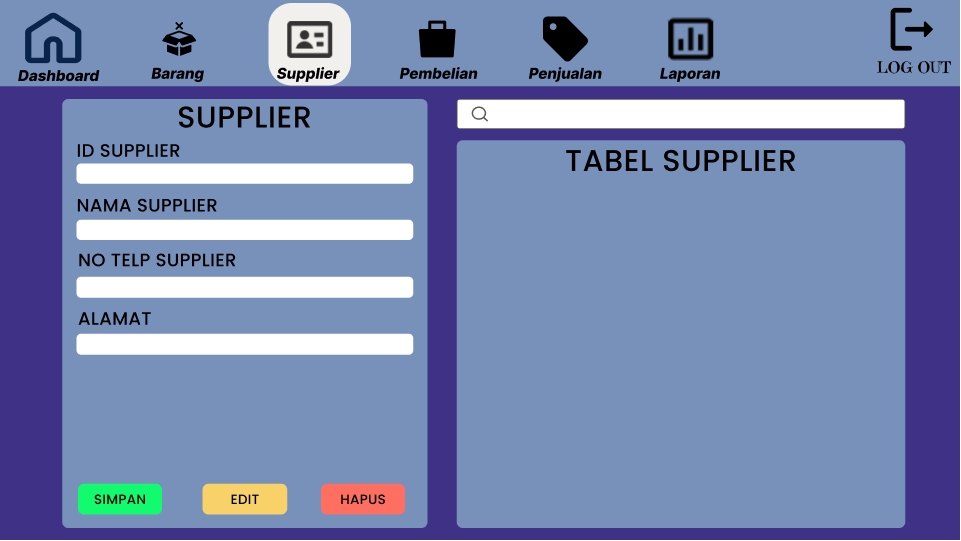 Dashboard
Barang
Supplier
Pembelian
Penjualan
Laporan
LOG OUT
SUPPLIER
ID SUPPLIER
NAMA SUPPLIER
NO TELP SUPPLIER
ALAMAT
SIMPAN
EDIT
HAPUS
TABEL SUPPLIER